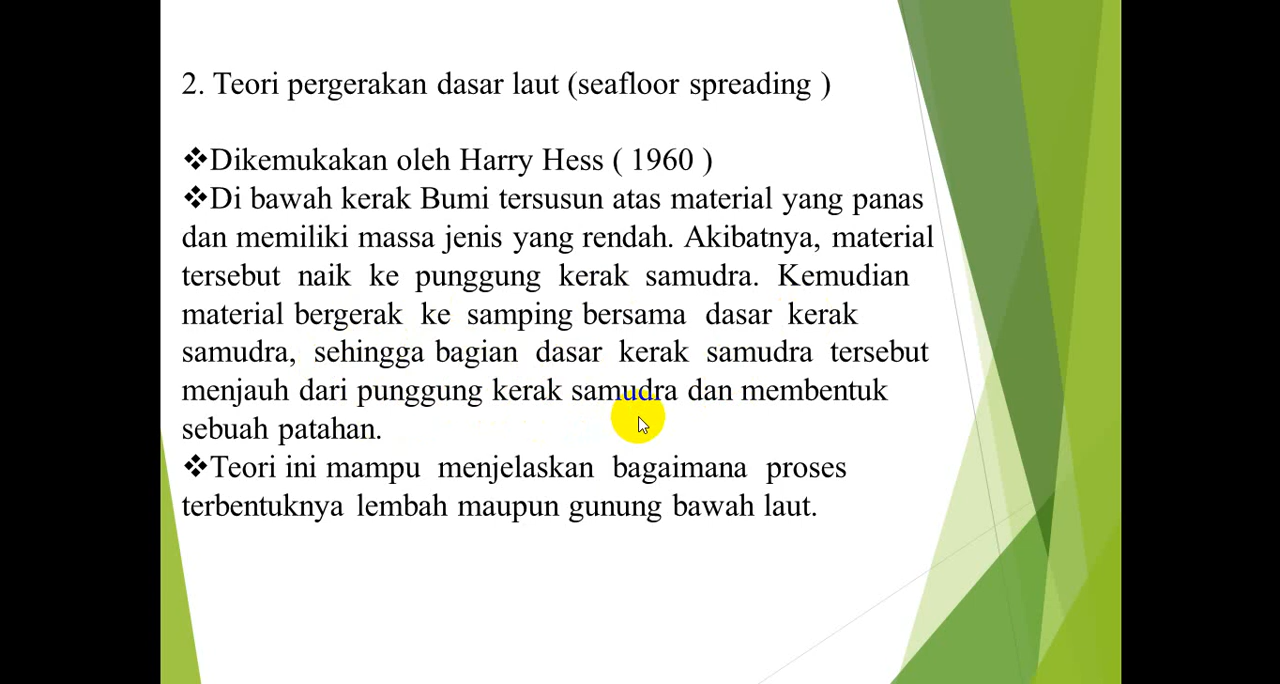 2. Teori pergerakan dasar laut (seafloor spreading )
❖Dikemukakan oleh Harry Hess ( 1960 )
❖Di bawah kerak Bumi tersusun atas material yang panas
dan memiliki massa jenis yang rendah. Akibatnya, material
tersebut naik ke punggung kerak samudra. Kemudian
material bergerak ke samping bersama dasar kerak
samudra, sehingga bagian dasar kerak samudra tersebut
menjauh dari punggung kerak samudra dan membentuk
sebuah patahan.
❖Teori ini mampu menjelaskan bagaimana proses
terbentuknya lembah maupun gunung bawah laut.